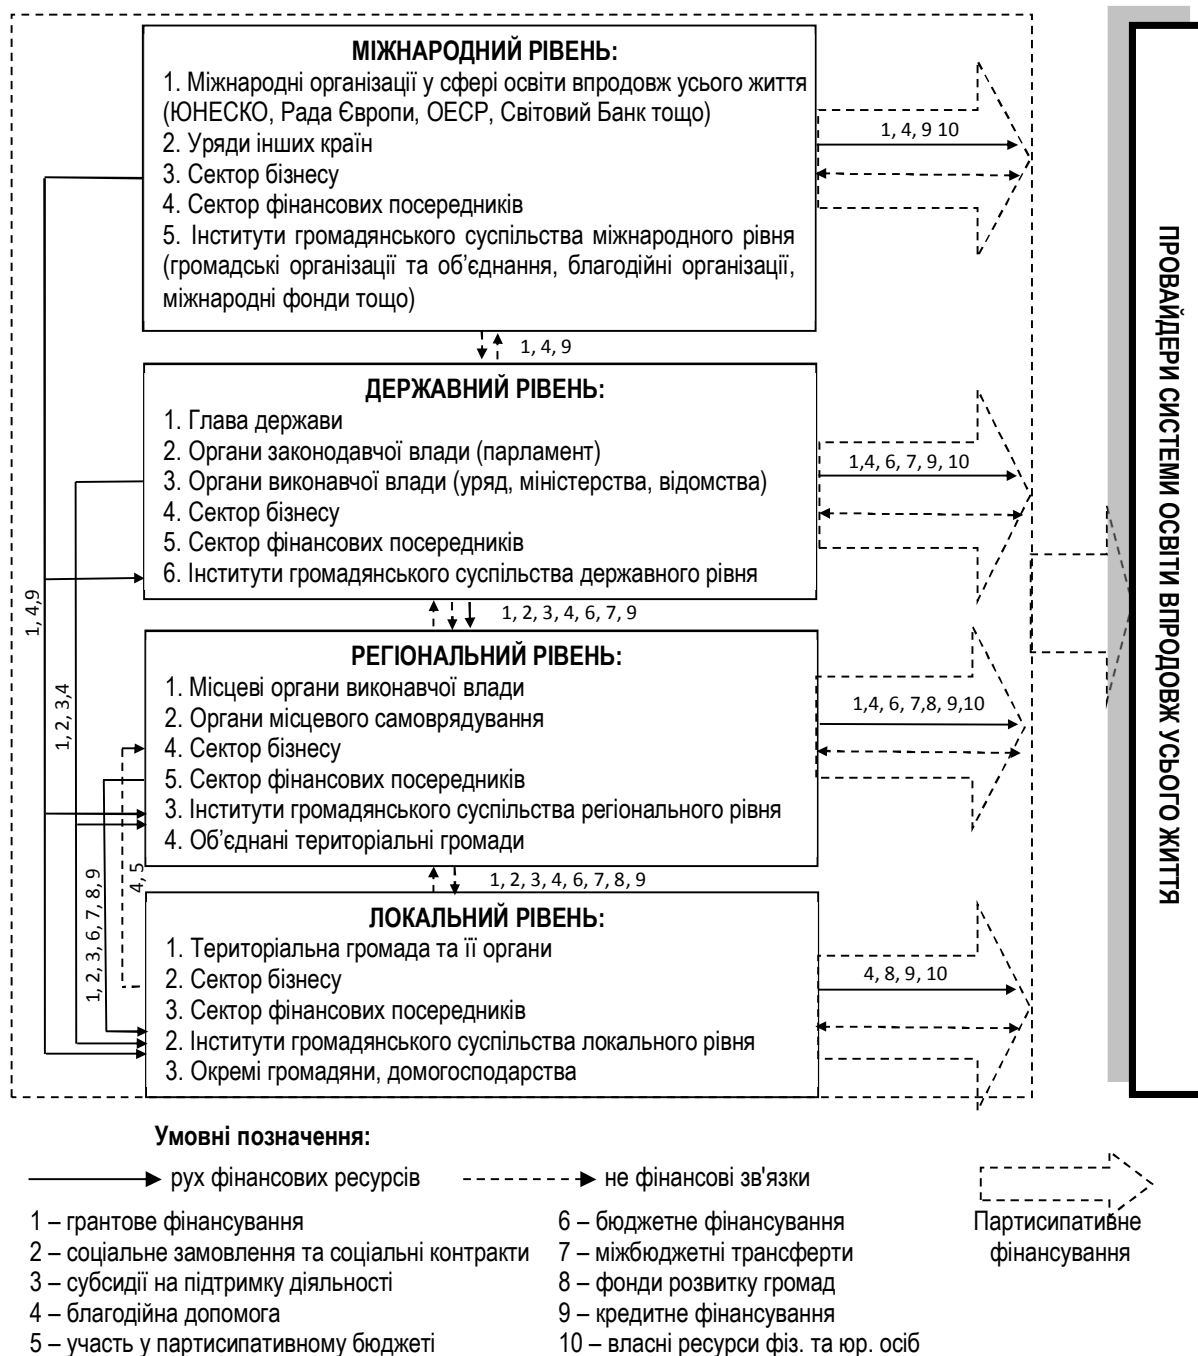 МІЖНАРОДНИЙ РІВЕНЬ:
1. Міжнародні організації у сфері освіти впродовж усього життя
(ЮНЕСКО, Рада Європи, ОЕСР, Світовий Банк тощо)
2. Уряди інших країн
3. Сектор бізнесу
4. Сектор фінансових посередників
5. Інститути громадянського суспільства міжнародного рівня
(громадські організації та об’єднання, благодійні організації,
міжнародні фонди тощо)
1, 4, 9 10
1, 4, 9
ДЕРЖАВНИЙ РІВЕНЬ:
1. Глава держави
2. Органи законодавчої влади (парламент)
3. Органи виконавчої влади (уряд, міністерства, відомства)
4. Сектор бізнесу
5. Сектор фінансових посередників
6. Інститути громадянського суспільства державного рівня
1,4, 6, 7, 9, 10
1, 2, 3, 4, 6, 7, 9
РЕГІОНАЛЬНИЙ РІВЕНЬ:
1. Місцеві органи виконавчої влади
2. Органи місцевого самоврядування
4. Сектор бізнесу
5. Сектор фінансових посередників
3. Інститути громадянського суспільства регіонального рівня
4. Об’єднані територіальні громади
1,4, 6, 7,8, 9,10
1, 2, 3, 4, 6, 7, 8, 9
ЛОКАЛЬНИЙ РІВЕНЬ:
1. Територіальна громада та її органи
2. Сектор бізнесу
3. Сектор фінансових посередників
2. Інститути громадянського суспільства локального рівня
3. Окремі громадяни, домогосподарства
4, 8, 9, 10
1, 4,9
1, 2, 3,4
1, 2, 3, 6, 7, 8, 9
4, 5
ПРОВАЙДЕРИ СИСТЕМИ ОСВІТИ ВПРОДОВЖ УСЬОГО ЖИТТЯ
Умовні позначення:
рух фінансових ресурсів
не фінансові зв'язки
1 – грантове фінансування
2 – соціальне замовлення та соціальні контракти
3 – субсидії на підтримку діяльності
4 – благодійна допомога
5 – участь у партисипативному бюджеті
6 – бюджетне фінансування
7 – міжбюджетні трансферти
8 – фонди розвитку громад
9 – кредитне фінансування
10 – власні ресурси фіз. та юр. осіб
Партисипативне
фінансування